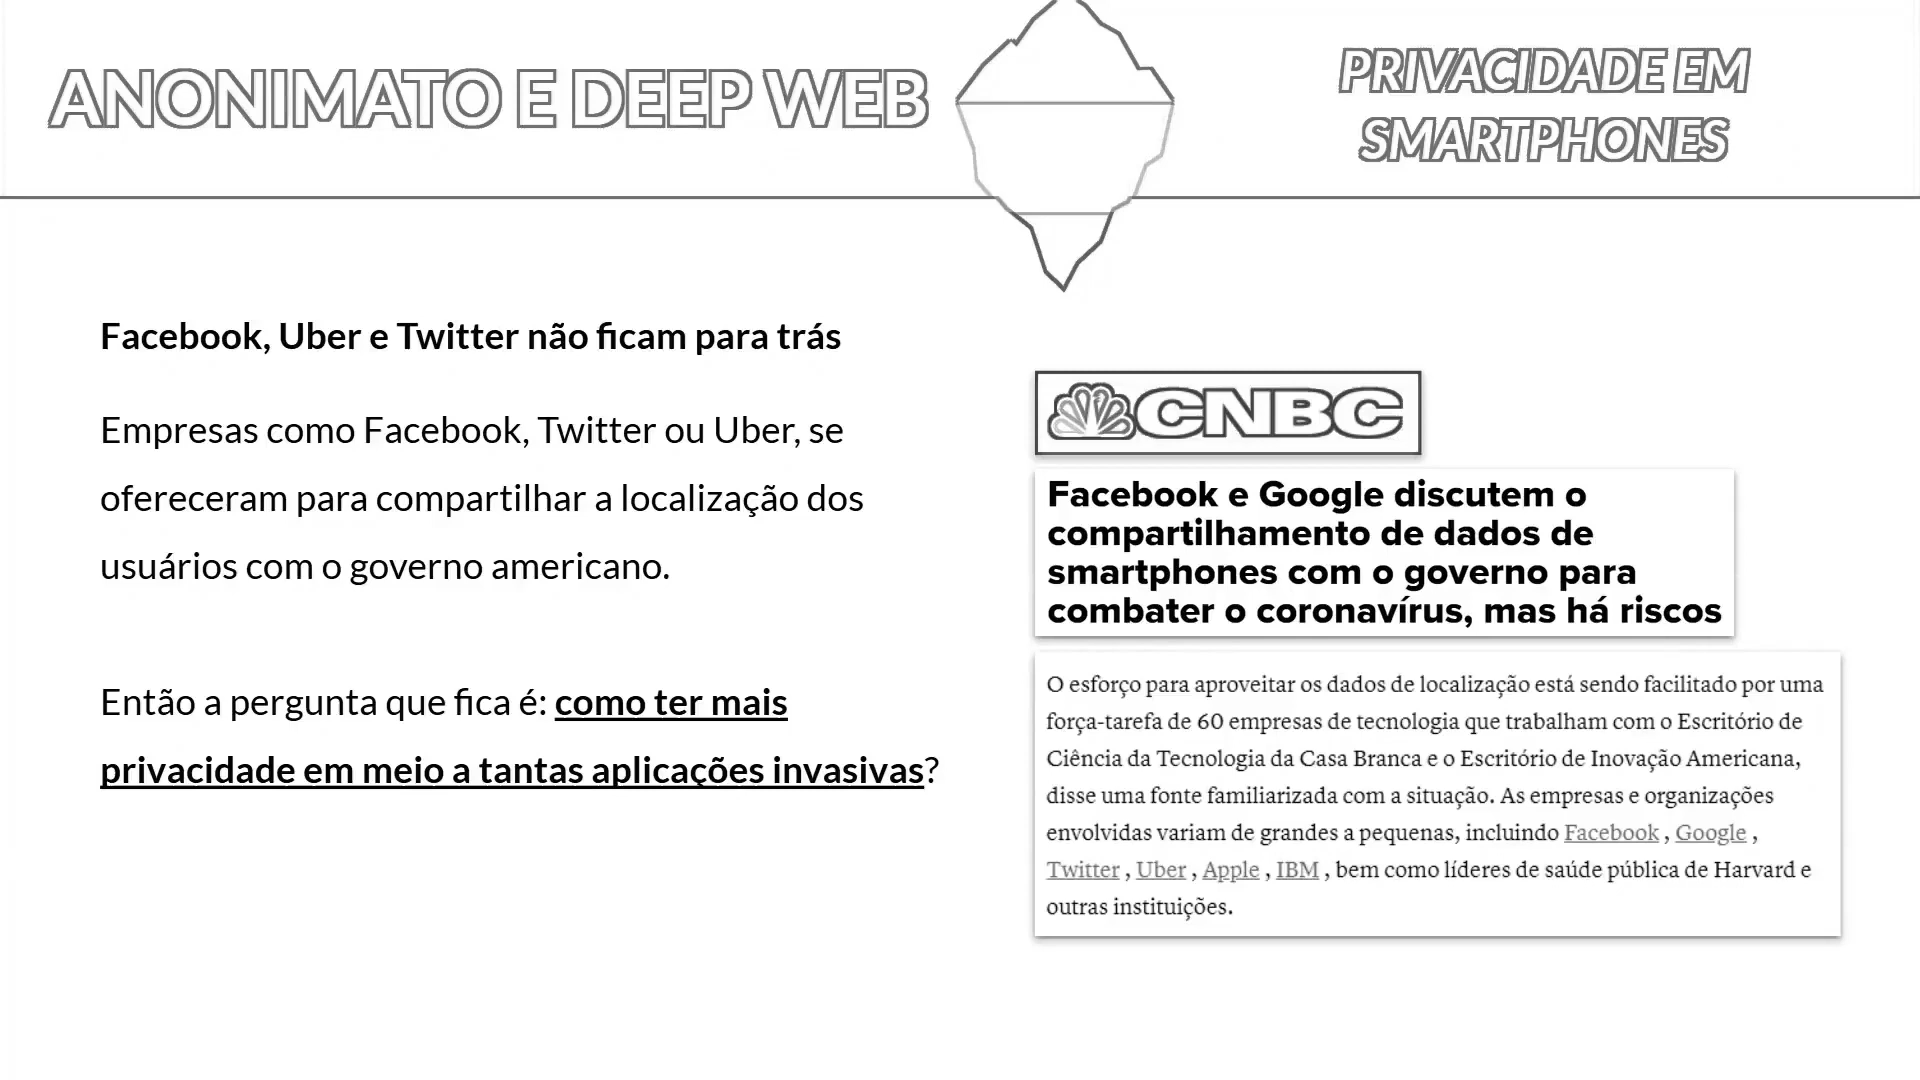 ANONIMATO E DEEP WEB
PRIVACIDADE EM
SMARTPHONES
Facebook, Uber e Twitter não ficam para trás
Empresas como Facebook, Twitter ou Uber, se
ofereceram para compartilhar a localização dos
usuários com o governo americano.
Então a pergunta que fica é: como ter mais
privacidade em meio a tantas aplicações invasivas?
CNBC
Facebook e Google discutem o
compartilhamento de dados de
smartphones com o governo para
combater o coronavírus, mas há riscos
O esforço para aproveitar os dados de localização está sendo facilitado por uma
força-tarefa de 60 empresas de tecnologia que trabalham com o Escritório de
Ciência da Tecnologia da Casa Branca e o Escritório de Inovação Americana,
disse uma fonte familiarizada com a situação. As empresas e organizações
envolvidas variam de grandes a pequenas, incluindo Facebook , Google ,
Twitter , Uber , Apple , IBM , bem como líderes de saúde pública de Harvard e
outras instituições.